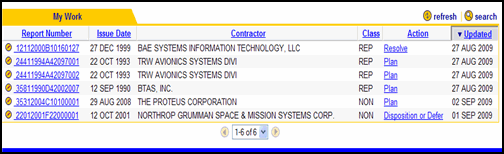 My Work
refresh search
Report Number Issue Date Contractor Class Action Updated
12112000B10160127 27 DEC 1999 BAE SYSTEMS INFORMATION TECHNOLOGY, LLC REP Resolve 27 AUG 2009
24411994A42097001 22 OCT 1993 TRW AVIONICS SYSTEMS DIVI REP Plan 27 AUG 2009
24411994A42097002 22 OCT 1993 TRW AVIONICS SYSTEMS DIVI REP Plan 27 AUG 2009
35811990D42002007 12 SEP 1990 BTAS, INC. REP Plan 27 AUG 2009
35312004C10100001 29 AUG 2008 THE PROTEUS CORPORATION NON Plan 02 SEP 2009
22012001F22000001 12 OCT 2001 NORTHROP GRUMMAN SPACE & MISSION SYSTEMS CORP. NON Disposition or Defer 01 SEP 2009
1-6 of 6